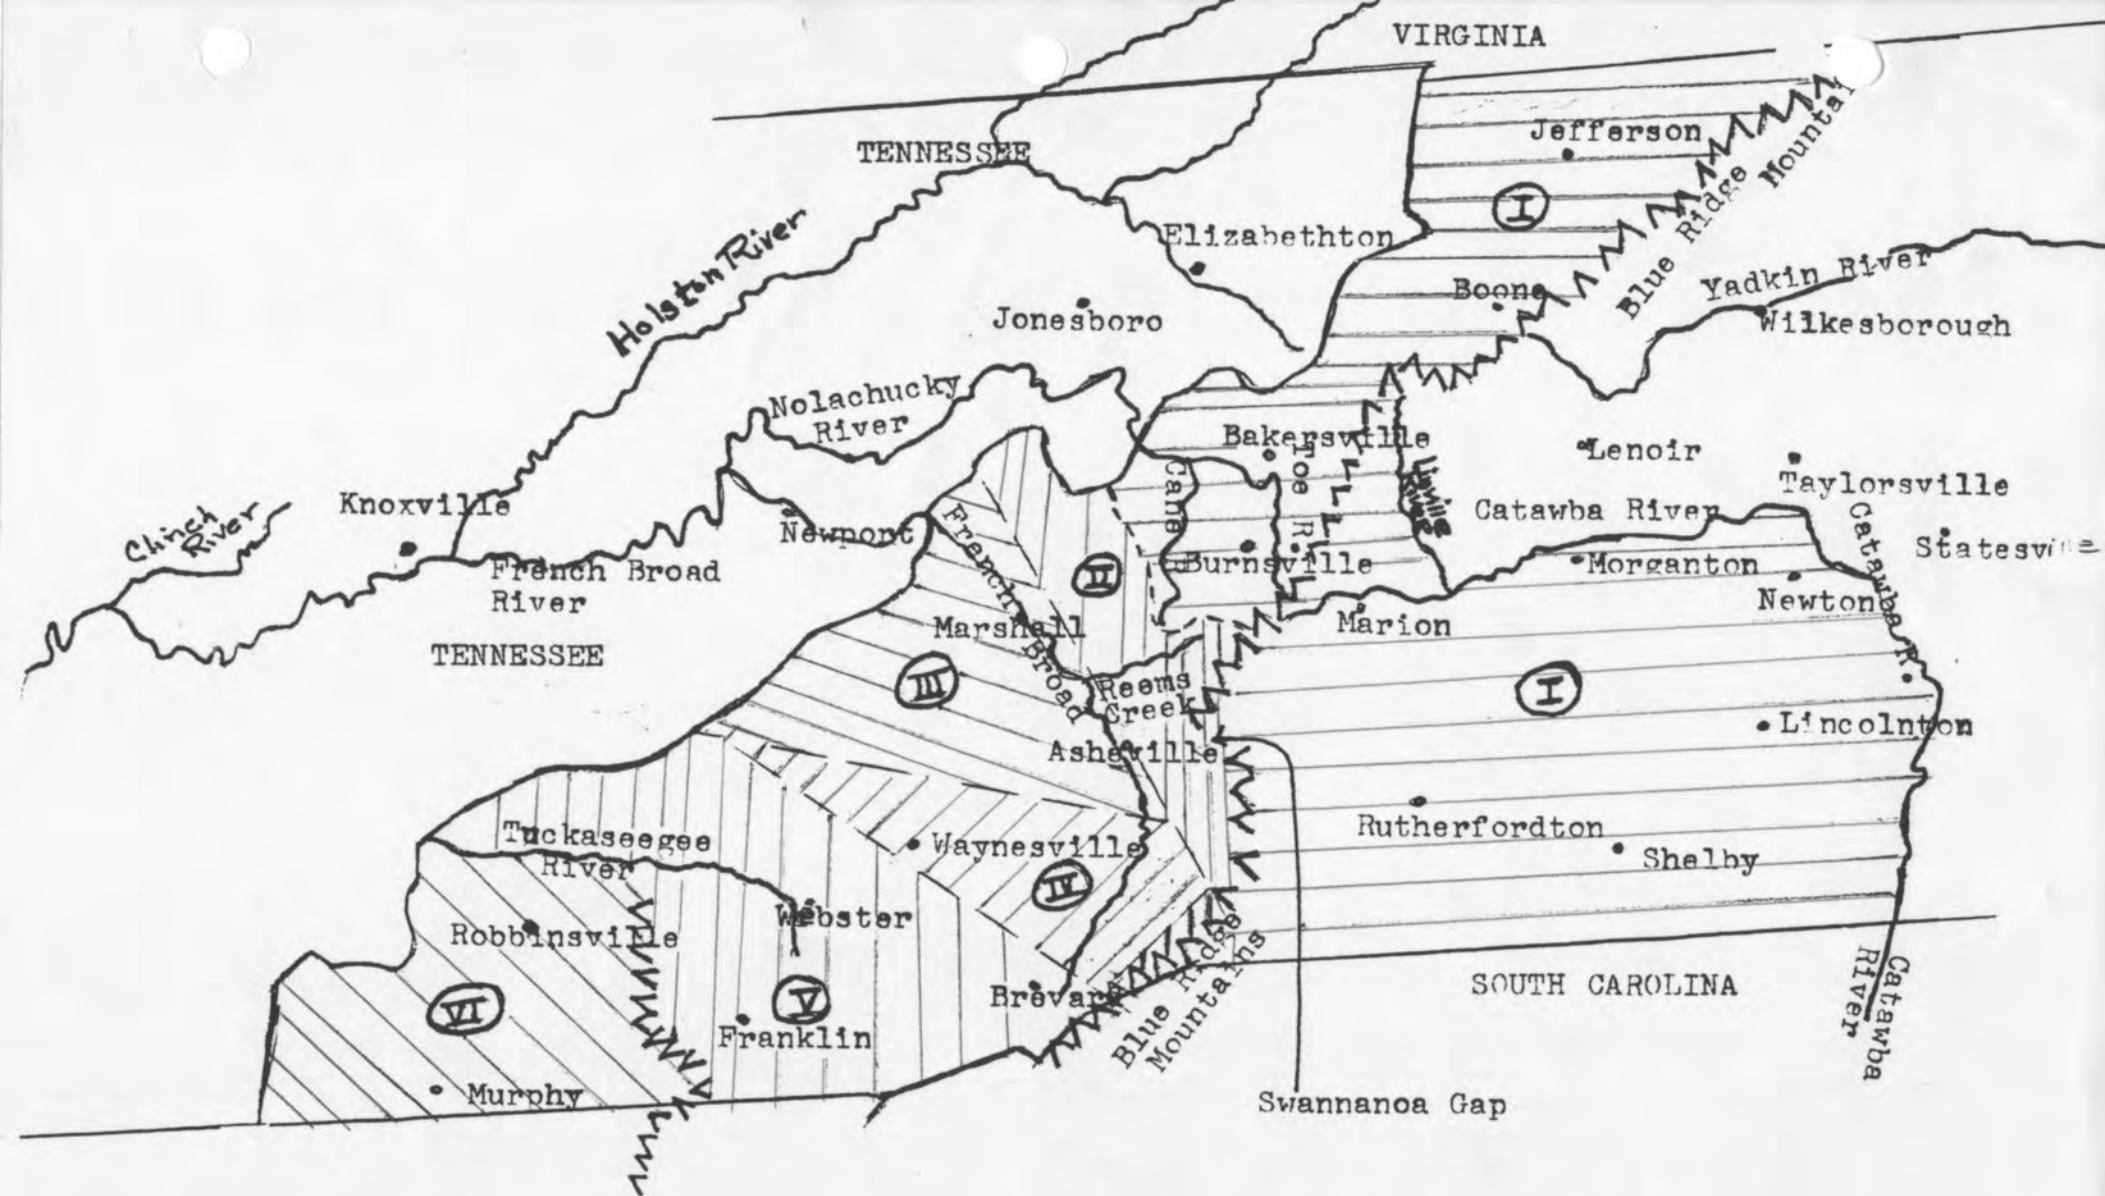 VIRGINIA
TENNESSEE
Jefferson
I
Blue Ridge
Elizabethton
Holston River
Boone
Yadkin River
Jonesboro
Wilkesborough
Nolachucky
River
Bakersville
Lenoir
Toe R.
Cane
Taylorsville
Knoxville
Catawba River
Newport
Statesville
River
French Broad
River
II
Burnsville
Morganton
Newton
Catawba R.
French Broad
Marshall
Marion
TENNESSEE
III
Reems
Creek
I
Lincolnton
Asheville
Tuckaseegee
River
Waynesville
Rutherfordton
Shelby
IV
Webster
Robbinsville
VI
V
Brevard
Blue Ridge
Mountains
SOUTH CAROLINA
Catawba
River
Franklin
Murphy
Swannanoa Gap